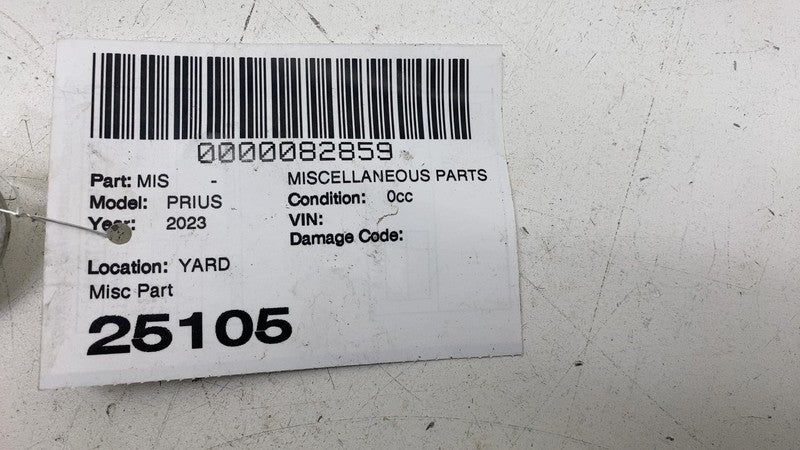 0000082859
Part: MIS - MISCELLANEOUS PARTS
Model: PRIUS Condition: 0cc
Year: 2023 VIN:
Damage Code:
Location: YARD
Misc Part
25105